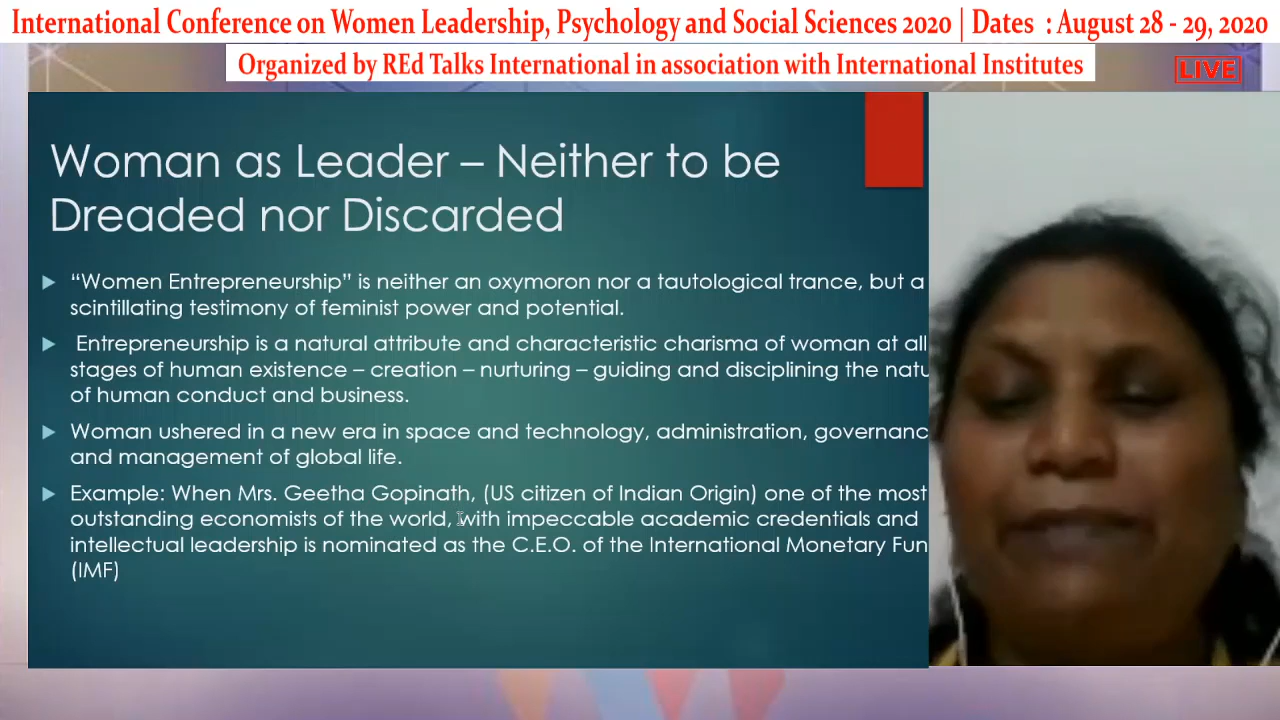 International Conference on Women Leadership, Psychology and Social Sciences 2020 | Dates : August 28 - 29, 2020
Organized by REd Talks International in association with International Institutes
LIVE
Woman as Leader – Neither to be
Dreaded nor Discarded
“Women Entrepreneurship” is neither an oxymoron nor a tautological trance, but a
scintillating testimony of feminist power and potential.
Entrepreneurship is a natural attribute and characteristic charisma of woman at all
stages of human existence – creation – nurturing – guiding and disciplining the natu
of human conduct and business.
Woman ushered in a new era in space and technology, administration, governanc
and management of global life.
Example: When Mrs. Geetha Gopinath, (US citizen of Indian Origin) one of the most
outstanding economists of the world, with impeccable academic credentials and
intellectual leadership is nominated as the C.E.O. of the International Monetary Fun
(IMF)